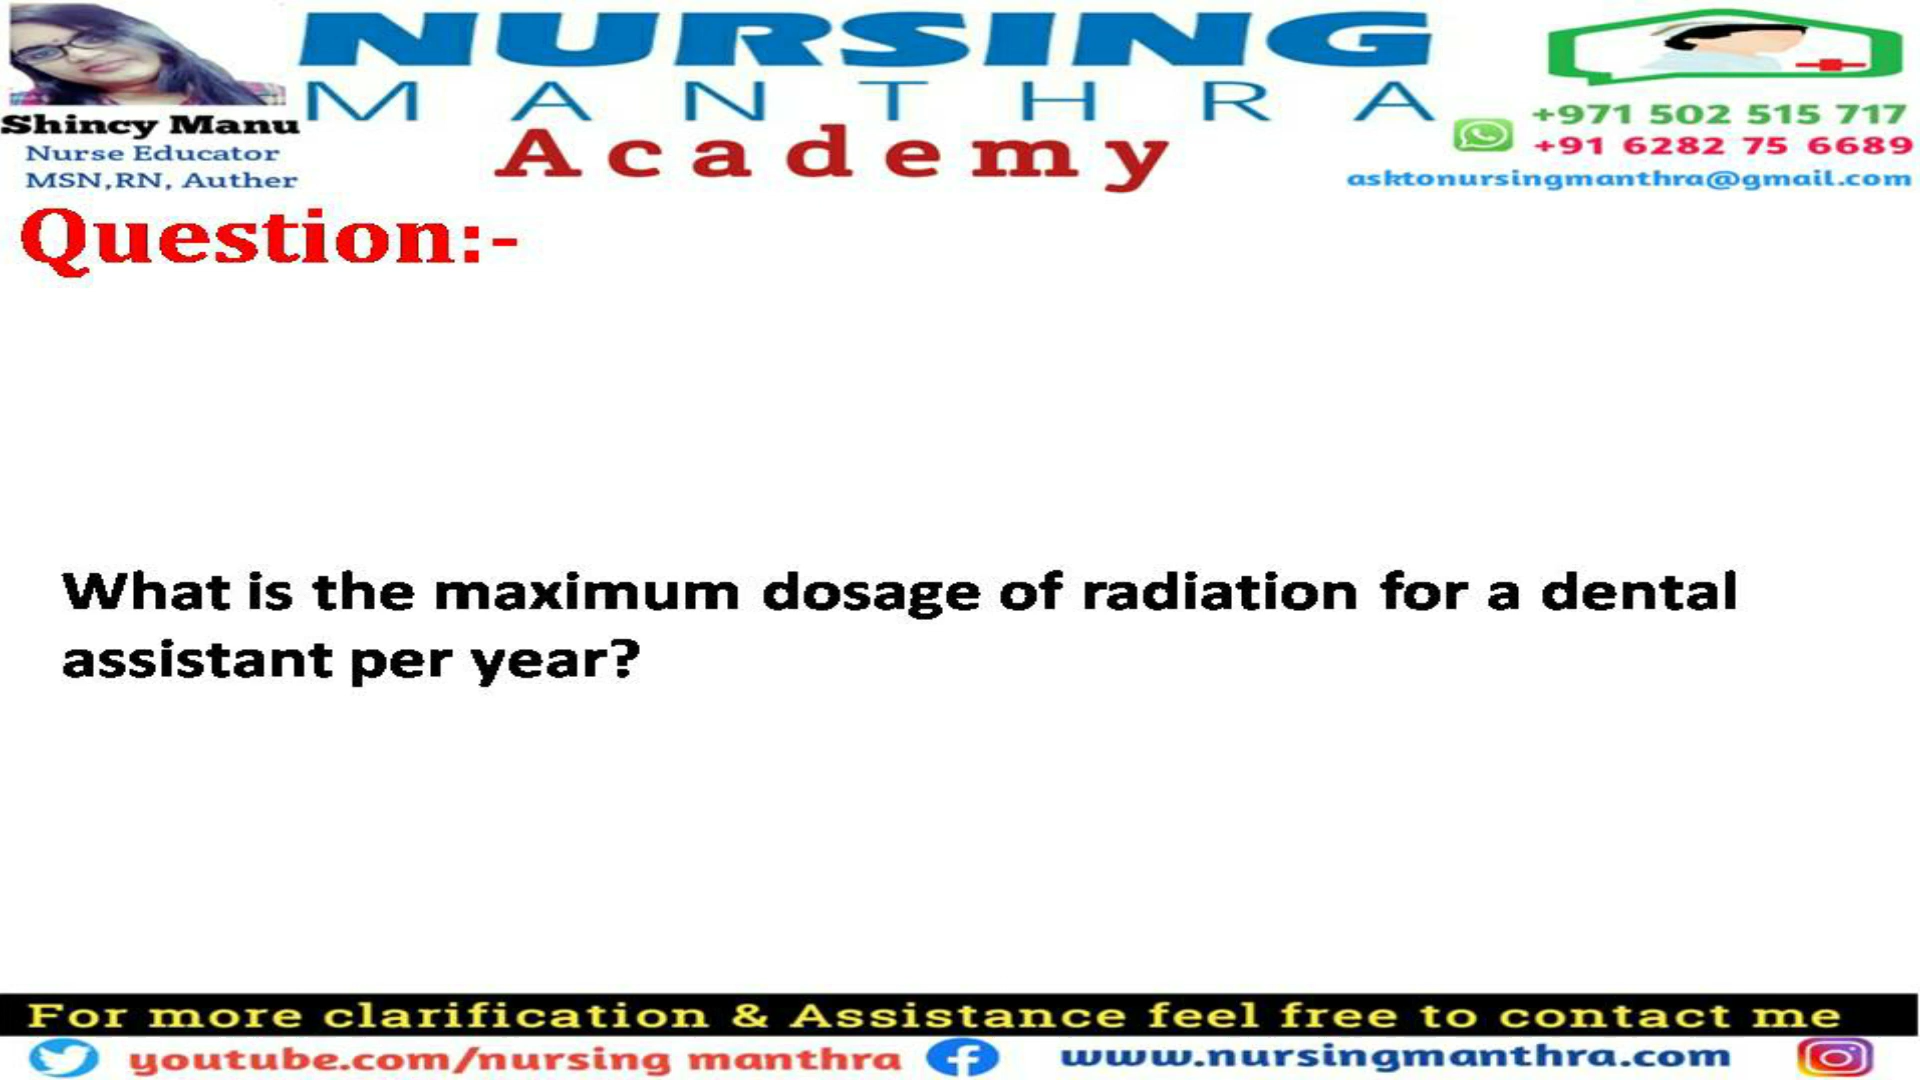 NURSING
MANTHRA
Academy
Shincy Manu
Nurse Educator
MSN,RN, Auther
+971 502 515 717
+91 6282 75 6689
asktonursingmanthra@gmail.com
Question:-
What is the maximum dosage of radiation for a dental
assistant per year?
For more clarification & Assistance feel free to contact me
youtube.com/nursing manthra
www.nursingmanthra.com